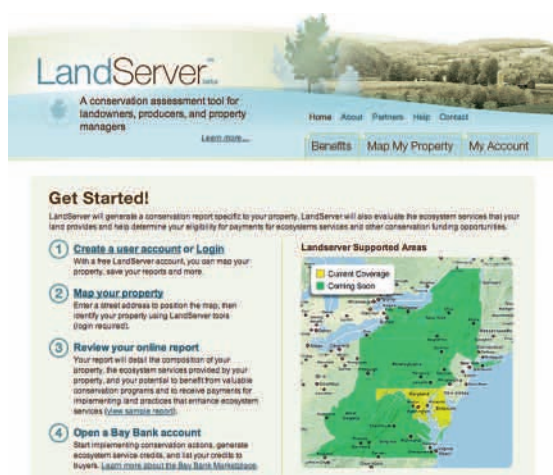 LandServer
beta
A conservation assessment tool for
landowners, producers, and property
managers
Learn more...
Home About Partners Help Contact
Benefits Map My Property My Account
Get Started!
LandServer will generate a conservation report specific to your property. LandServer will also evaluate the ecosystem services that your
land provides and help determine your eligibility for payments for ecosystems services and other conservation funding opportunities.
1 Create a user account or Login
With a free LandServer account, you can map your
property, save your reports and more.
2 Map your property
Enter a street address to position the map, then
identify your property using LandServer tools
(login required).
3 Review your online report
Your report will detail the composition of your
property, the ecosystem services provided by your
property, and your potential to benefit from valuable
conservation programs and to receive payments for
implementing land practices that enhance ecosystem
services (view sample report).
4 Open a Bay Bank account
Start implementing conservation actions, generate
ecosystem service credits, and list your credits to
buyers. Learn more about the Bay Bank Marketplace
Landserver Supported Areas
Current Coverage
Coming Soon
Maryland